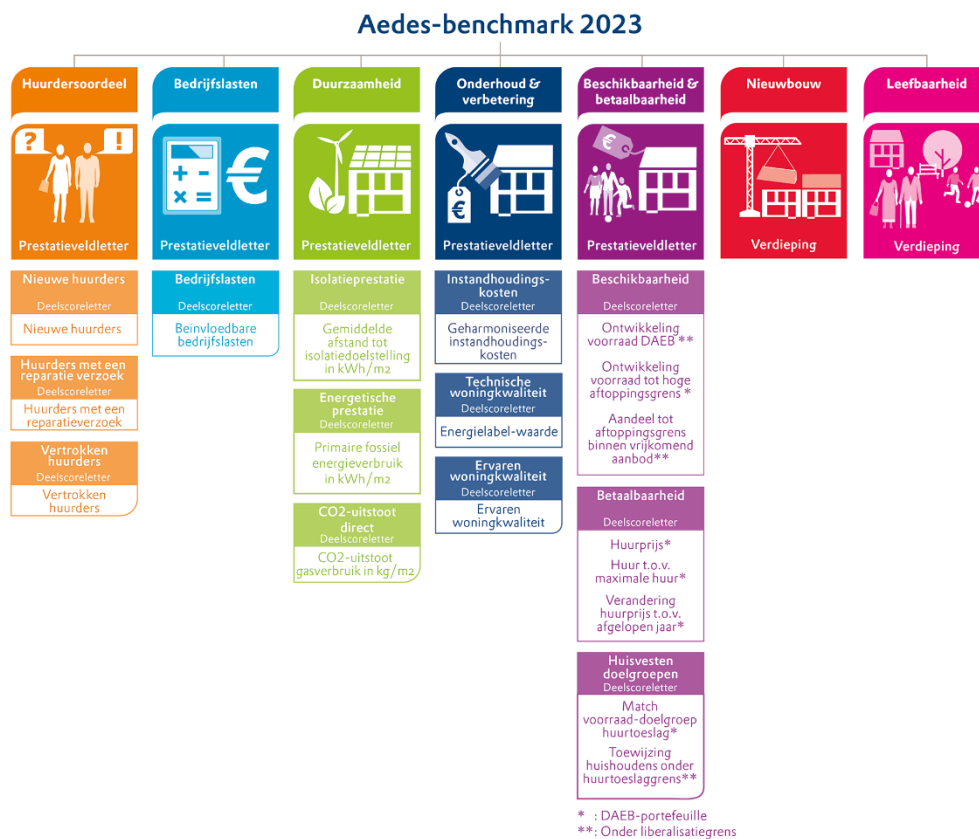 Aedes-benchmark 2023
Huurdersoordeel
? !
Prestatieveldletter
Nieuwe huurders
Deelscoreletter
Nieuwe huurders
Huurders met een
reparatie verzoek
Deelscoreletter
Huurders met een
reparatieverzoek
Vertrokken
huurders
Deelscoreletter
Vertrokken
huurders
Bedrijfslasten
+ -
× = €
Prestatieveldletter
Bedrijfslasten
Deelscoreletter
Beïnvloedbare
bedrijfslasten
Duurzaamheid
Prestatieveldletter
Isolatieprestatie
Deelscoreletter
Gemiddelde
afstand tot
isolatiedoelstelling
in kWh/m2
Energetische
prestatie
Deelscoreletter
Primaire fossiel
energieverbruik
in kWh/m2
CO2-uitstoot
direct
Deelscoreletter
CO2-uitstoot
gasverbruik in kg/m2
Onderhoud &
verbetering
€
Prestatieveldletter
Instandhoudings-
kosten
Deelscoreletter
Geharmoniseerde
instandhoudings-
kosten
Technische
woningkwaliteit
Deelscoreletter
Energielabel-waarde
Ervaren
woningkwaliteit
Deelscoreletter
Ervaren
woningkwaliteit
Beschikbaarheid &
betaalbaarheid
€
Prestatieveldletter
Beschikbaarheid
Deelscoreletter
Ontwikkeling
voorraad DAEB **
Ontwikkeling
voorraad tot hoge
aftoppingsgrens *
Aandeel tot
aftoppingsgrens
binnen vrijkomend
aanbod**
Betaalbaarheid
Deelscoreletter
Huurprijs*
Huur t.o.v.
maximale huur*
Verandering
huurprijs t.o.v.
afgelopen jaar*
Huisvesten
doelgroepen
Deelscoreletter
Match
voorraad-doelgroep
huurtoeslag*
Toewijzing
huishoudens onder
huurtoeslaggrens**
* : DAEB-portefeuille
**: Onder liberalisatiegrens
Nieuwbouw
Verdieping
Leefbaarheid
Verdieping